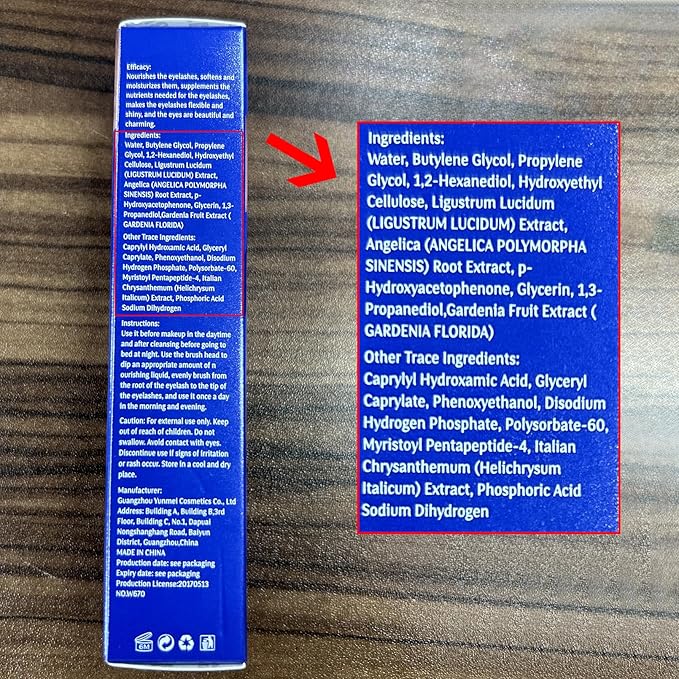 Efficacy:
Nourishes the eyelashes, softens and
moisturizes them, supplements the
nutrients needed for the eyelashes,
makes the eyelashes flexible and
shiny, and the eyes are beautiful and
charming.
Ingredients:
Water, Butylene Glycol, Propylene
Glycol, 1,2-Hexanediol, Hydroxyethyl
Cellulose, Ligustrum Lucidum
(LIGUSTRUM LUCIDUM) Extract,
Angelica (ANGELICA POLYMORPHA
SINENSIS) Root Extract, p-
Hydroxyacetophenone, Glycerin, 1,3-
Propanediol,Gardenia Fruit Extract (
GARDENIA FLORIDA)
Other Trace Ingredients:
Caprylyl Hydroxamic Acid, Glyceryl
Caprylate, Phenoxyethanol, Disodium
Hydrogen Phosphate, Polysorbate-60,
Myristoyl Pentapeptide-4, Italian
Chrysanthemum (Helichrysum
Italicum) Extract, Phosphoric Acid
Sodium Dihydrogen
Instructions:
Use it before makeup in the daytime
and after cleansing before going to
bed at night. Use the brush head to
dip an appropriate amount of n
ourishing liquid, evenly brush from
the root of the eyelash to the tip of
the eyelashes, and use it once a day
in the morning and evening.
Caution: For external use only. Keep
out of reach of children. Do not
swallow. Avoid contact with eyes.
Discontinue use if signs of irritation
or rash occur. Store in a cool and dry
place.
Manufacturer:
Guangzhou Yunmel Cosmetics Co., Ltd
Address: Building A, Building B,3rd
Floor, Building C, No.1, Dapual
Nongshanghang Road, Baiyun
District, Guangzhou,China
MADE IN CHINA
Production date: see packaging
Expiry date: see packaging
Production License:20170513
NO.W670
6M
Ingredients:
Water, Butylene Glycol, Propylene
Glycol, 1,2-Hexanediol, Hydroxyethyl
Cellulose, Ligustrum Lucidum
(LIGUSTRUM LUCIDUM) Extract,
Angelica (ANGELICA POLYMORPHA
SINENSIS) Root Extract, p-
Hydroxyacetophenone, Glycerin, 1,3-
Propanediol,Gardenia Fruit Extract (
GARDENIA FLORIDA)
Other Trace Ingredients:
Caprylyl Hydroxamic Acid, Glyceryl
Caprylate, Phenoxyethanol, Disodium
Hydrogen Phosphate, Polysorbate-60,
Myristoyl Pentapeptide-4, Italian
Chrysanthemum (Helichrysum
Italicum) Extract, Phosphoric Acid
Sodium Dihydrogen